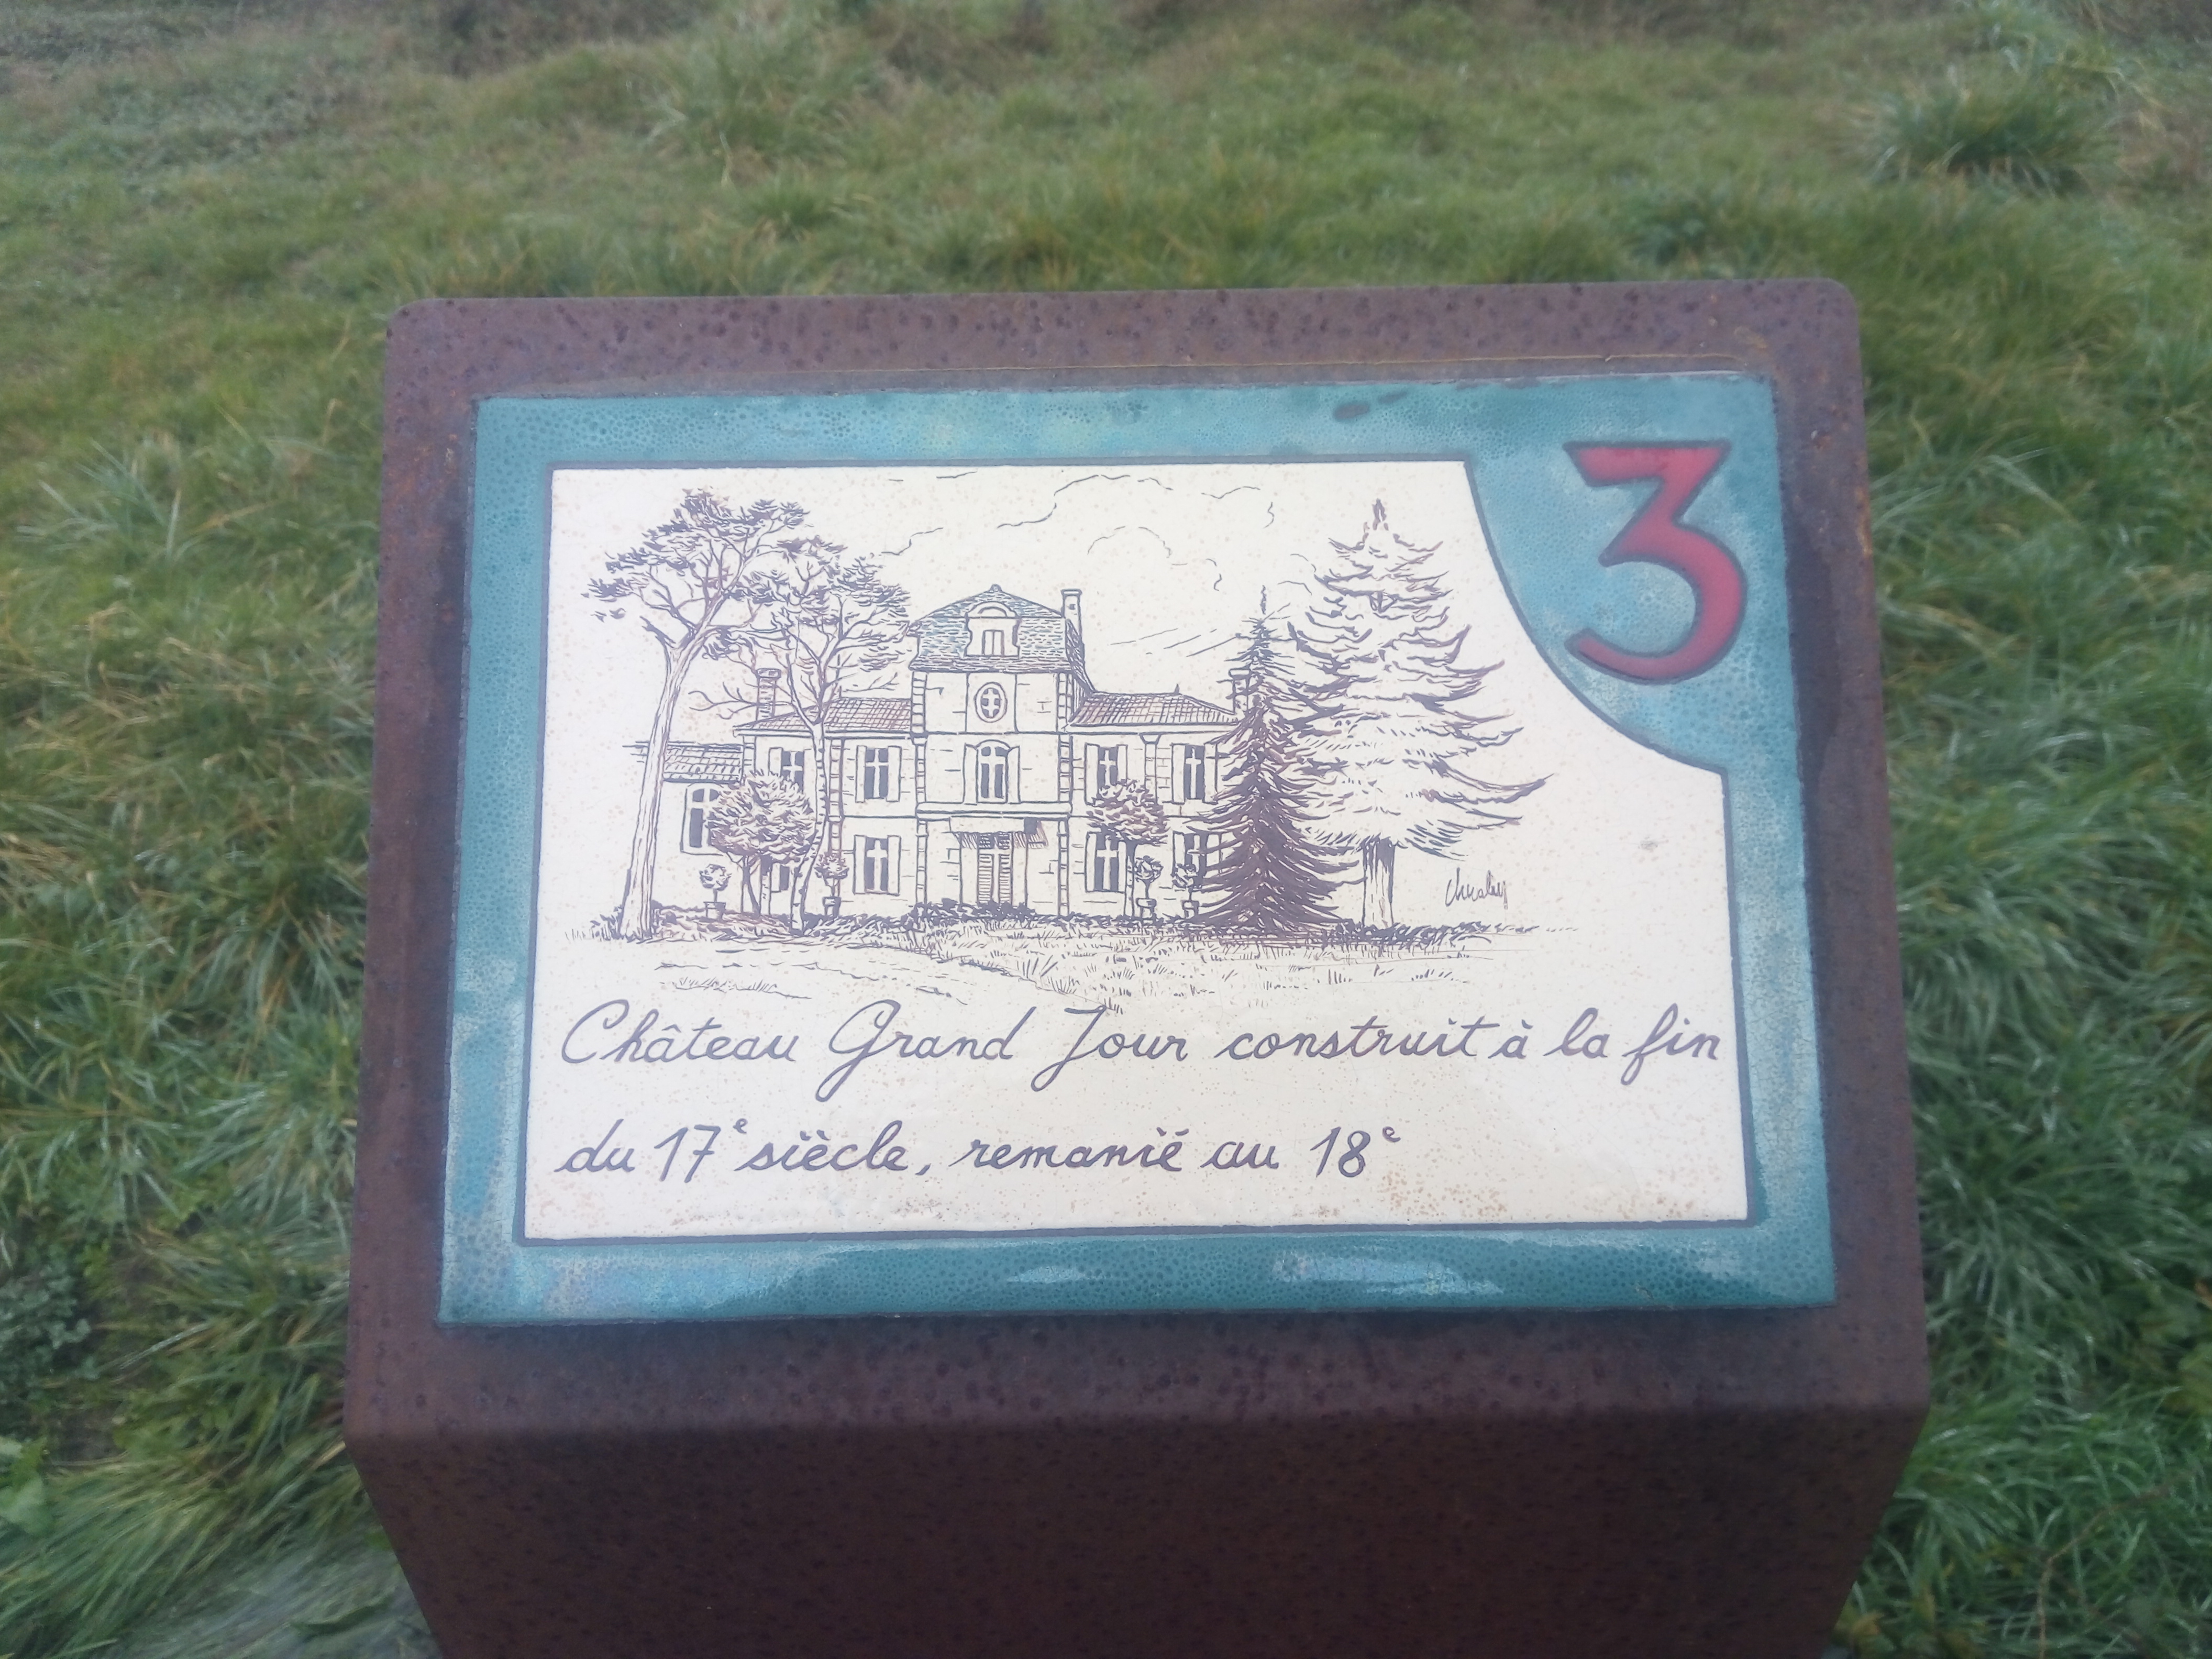 3
Château Grand Jour construit à la fin
du 17e siècle, remanié au 18e